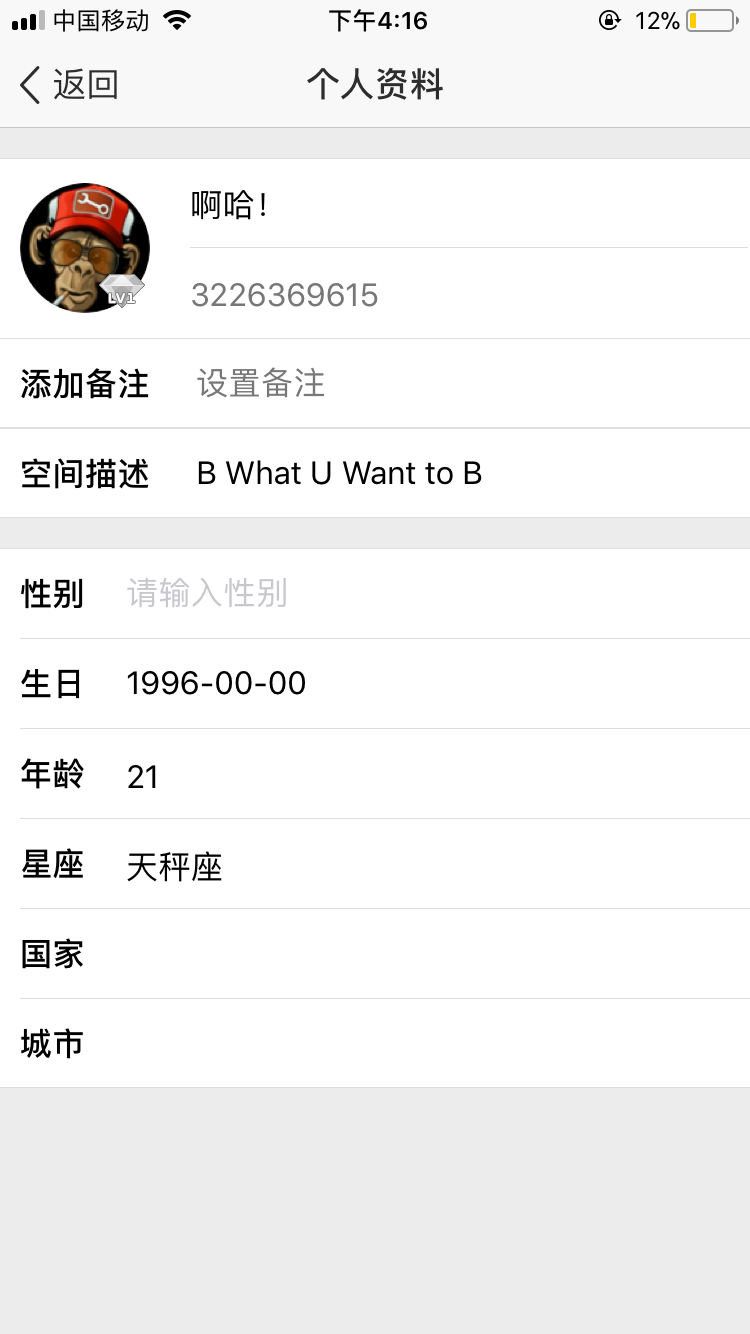 中国移动 下午4:16 12%
返回 个人资料
啊哈！
LV1
3226369615
添加备注 设置备注
空间描述 B What U Want to B
性别 请输入性别
生日 1996-00-00
年龄 21
星座 天秤座
国家
城市